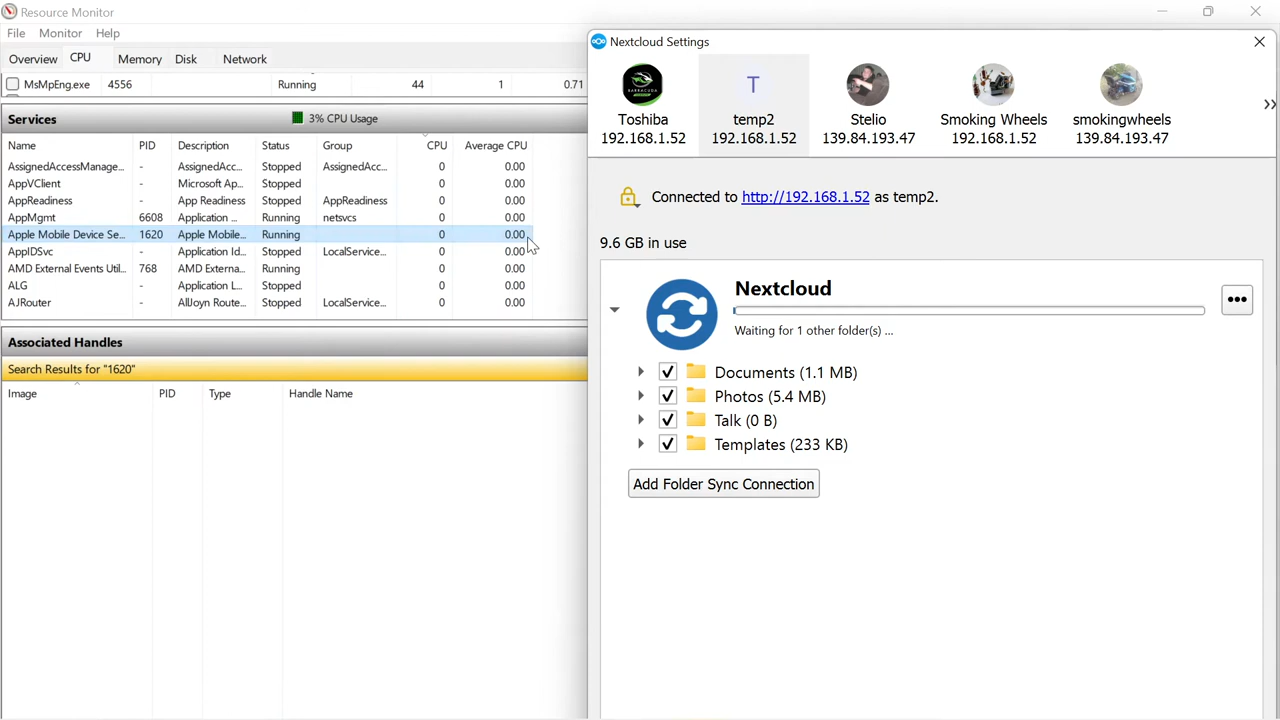 Resource Monitor
File Monitor Help
Overview CPU Memory Disk Network
MsMpEng.exe 4556 Running 44 1 0.71
Services 3% CPU Usage
Name PID Description Status Group CPU Average CPU
AssignedAccessManage... - AssignedAcc... Stopped AssignedAcc... 0 0.00
AppVClient - Microsoft Ap... Stopped 0 0.00
AppReadiness - App Readiness Stopped AppReadiness 0 0.00
AppMgmt 6608 Application ... Running netsvcs 0 0.00
Apple Mobile Device Se... 1620 Apple Mobile... Running 0 0.00
AppIDSvc - Application Id... Stopped LocalService... 0 0.00
AMD External Events Util... 768 AMD Externa... Running 0 0.00
ALG - Application L... Stopped 0 0.00
AJRouter - AllJoyn Route... Stopped LocalService... 0 0.00
Associated Handles
Search Results for "1620"
Image PID Type Handle Name
Nextcloud Settings
BARRACUDA T
Toshiba temp2 Stelio Smoking Wheels smokingwheels
192.168.1.52 192.168.1.52 139.84.193.47 192.168.1.52 139.84.193.47
Connected to http://192.168.1.52 as temp2.
9.6 GB in use
Nextcloud
Waiting for 1 other folder(s) ...
Documents (1.1 MB)
Photos (5.4 MB)
Talk (0 B)
Templates (233 KB)
Add Folder Sync Connection